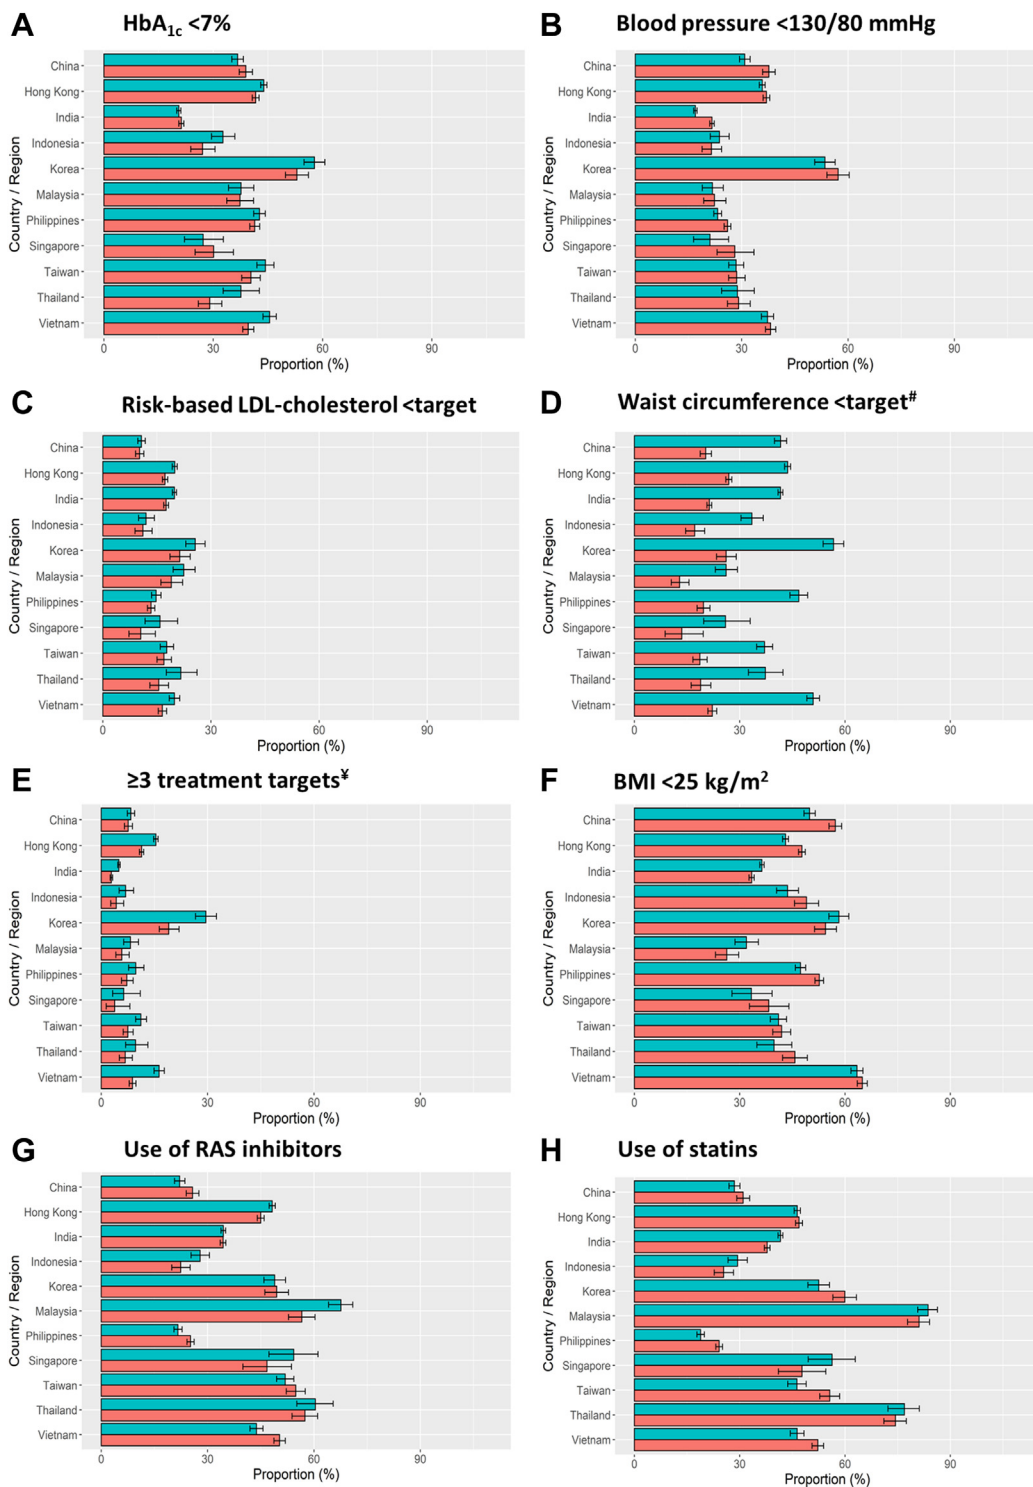 A HbA1c <7%
China
Hong Kong
India
Indonesia
Korea
Malaysia
Philippines
Singapore
Taiwan
Thailand
Vietnam
Country / Region
0 30 60 90
Proportion (%)
B Blood pressure <130/80 mmHg
China
Hong Kong
India
Indonesia
Korea
Malaysia
Philippines
Singapore
Taiwan
Thailand
Vietnam
Country / Region
0 30 60 90
Proportion (%)
C Risk-based LDL-cholesterol <target
China
Hong Kong
India
Indonesia
Korea
Malaysia
Philippines
Singapore
Taiwan
Thailand
Vietnam
Country / Region
0 30 60 90
Proportion (%)
D Waist circumference <target#
China
Hong Kong
India
Indonesia
Korea
Malaysia
Philippines
Singapore
Taiwan
Thailand
Vietnam
Country / Region
0 30 60 90
Proportion (%)
E ≥3 treatment targets¥
China
Hong Kong
India
Indonesia
Korea
Malaysia
Philippines
Singapore
Taiwan
Thailand
Vietnam
Country / Region
0 30 60 90
Proportion (%)
F BMI <25 kg/m²
China
Hong Kong
India
Indonesia
Korea
Malaysia
Philippines
Singapore
Taiwan
Thailand
Vietnam
Country / Region
0 30 60 90
Proportion (%)
G Use of RAS inhibitors
China
Hong Kong
India
Indonesia
Korea
Malaysia
Philippines
Singapore
Taiwan
Thailand
Vietnam
Country / Region
0 30 60 90
Proportion (%)
H Use of statins
China
Hong Kong
India
Indonesia
Korea
Malaysia
Philippines
Singapore
Taiwan
Thailand
Vietnam
Country / Region
0 30 60 90
Proportion (%)